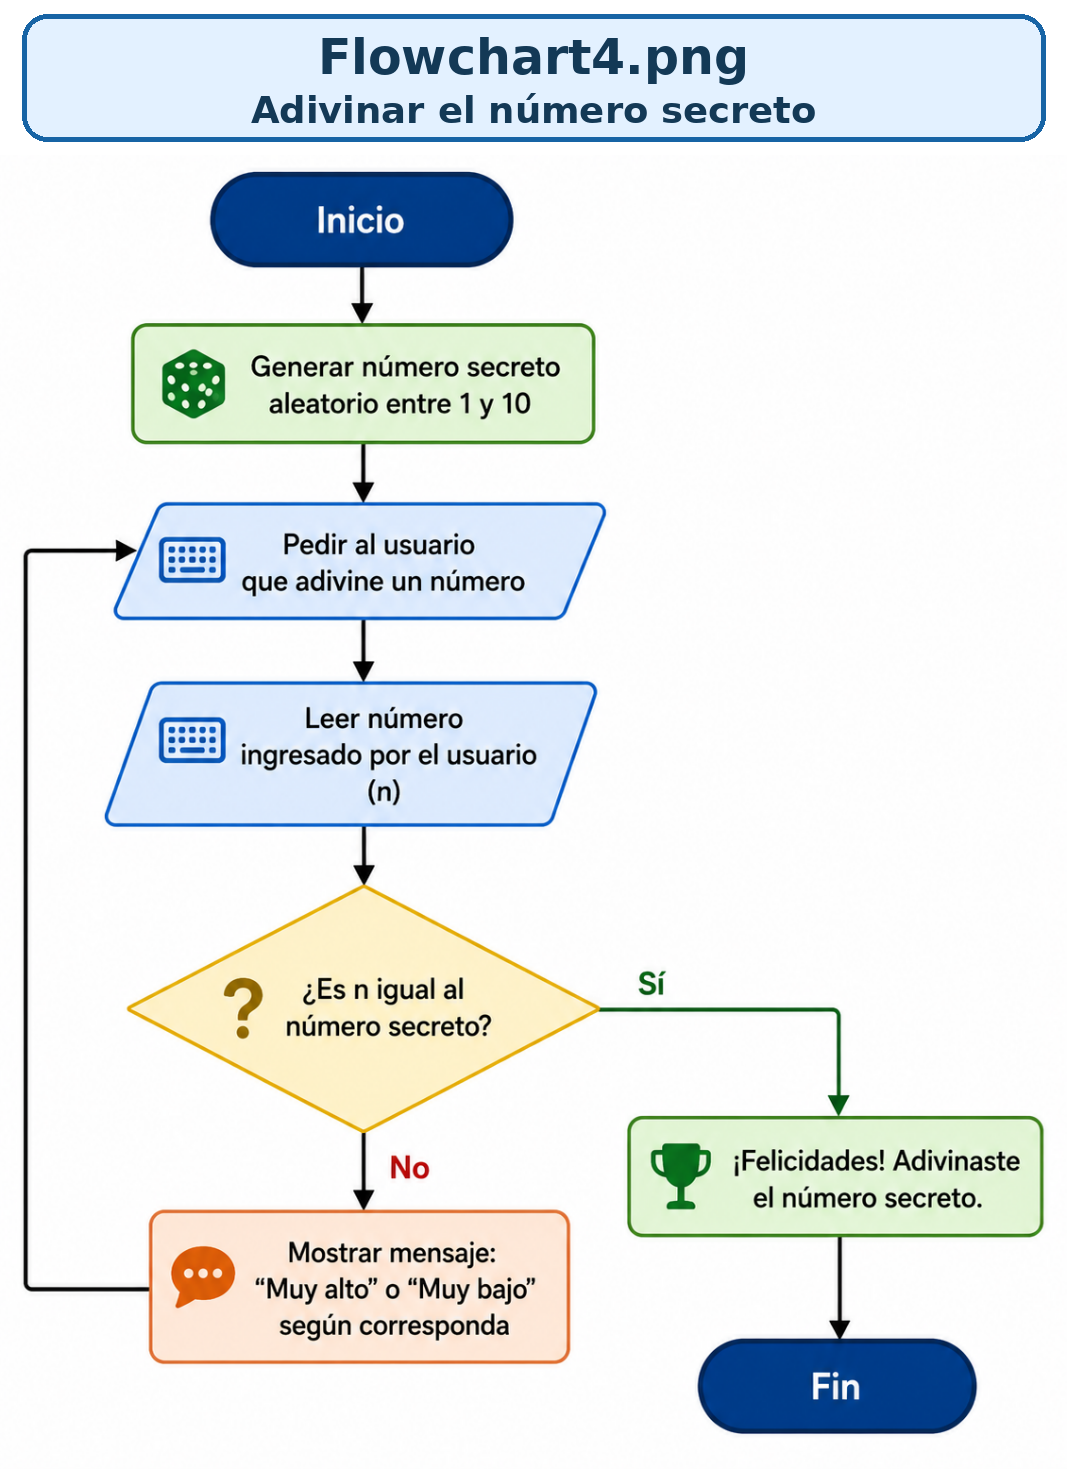 Flowchart4.png
Adivinar el número secreto
Inicio
Generar número secreto
aleatorio entre 1 y 10
Pedir al usuario
que adivine un número
Leer número
ingresado por el usuario
(n)
¿Es n igual al
número secreto?
Sí
No
¡Felicidades! Adivinaste
el número secreto.
Mostrar mensaje:
“Muy alto” o “Muy bajo”
según corresponda
Fin